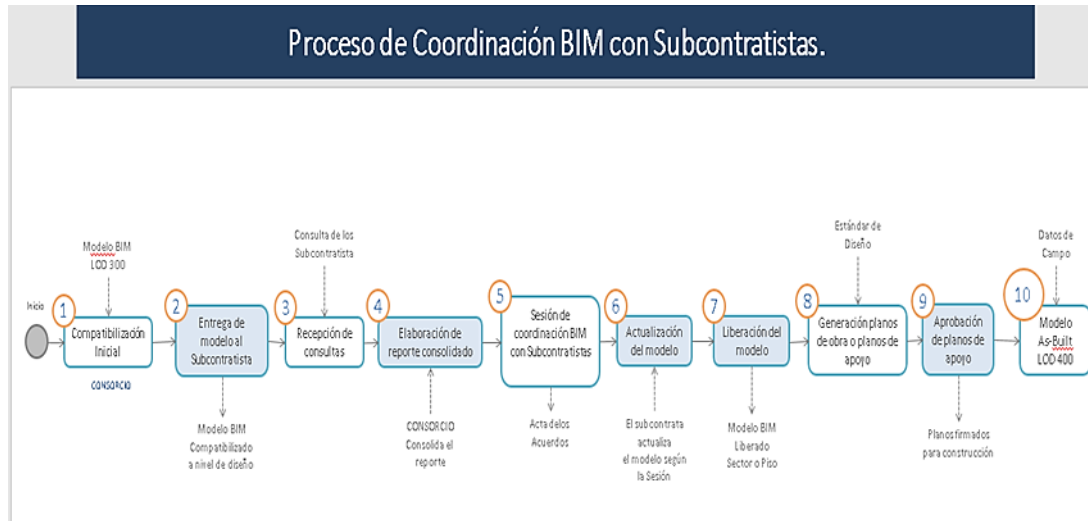 Proceso de Coordinación BIM con Subcontratistas.
Modelo BIM
LOD 300
Consulta de los
Subcontratista
Estándar de
Diseño
Datos de
Campo
Inicio
1
Compatibilización
Inicial
CONSORCIO
2
Entrega de
modelo al
Subcontratista
3
Recepción de
consultas
4
Elaboración de
reporte consolidado
5
Sesión de
coordinación BIM
con Subcontratistas
6
Actualización
del modelo
7
Liberación del
modelo
8
Generación planos
de obra o planos de
apoyo
9
Aprobación
de planos de
apoyo
10
Modelo
As-Built
LOD 400
Modelo BIM
Compatibilizado
a nivel de diseño
CONSORCIO
Consolida el
reporte
Acta delos
Acuerdos
El subcontrata
actualiza
el modelo según
la Sesión
Modelo BIM
Liberado
Sector o Piso
Planos firmados
para construcción